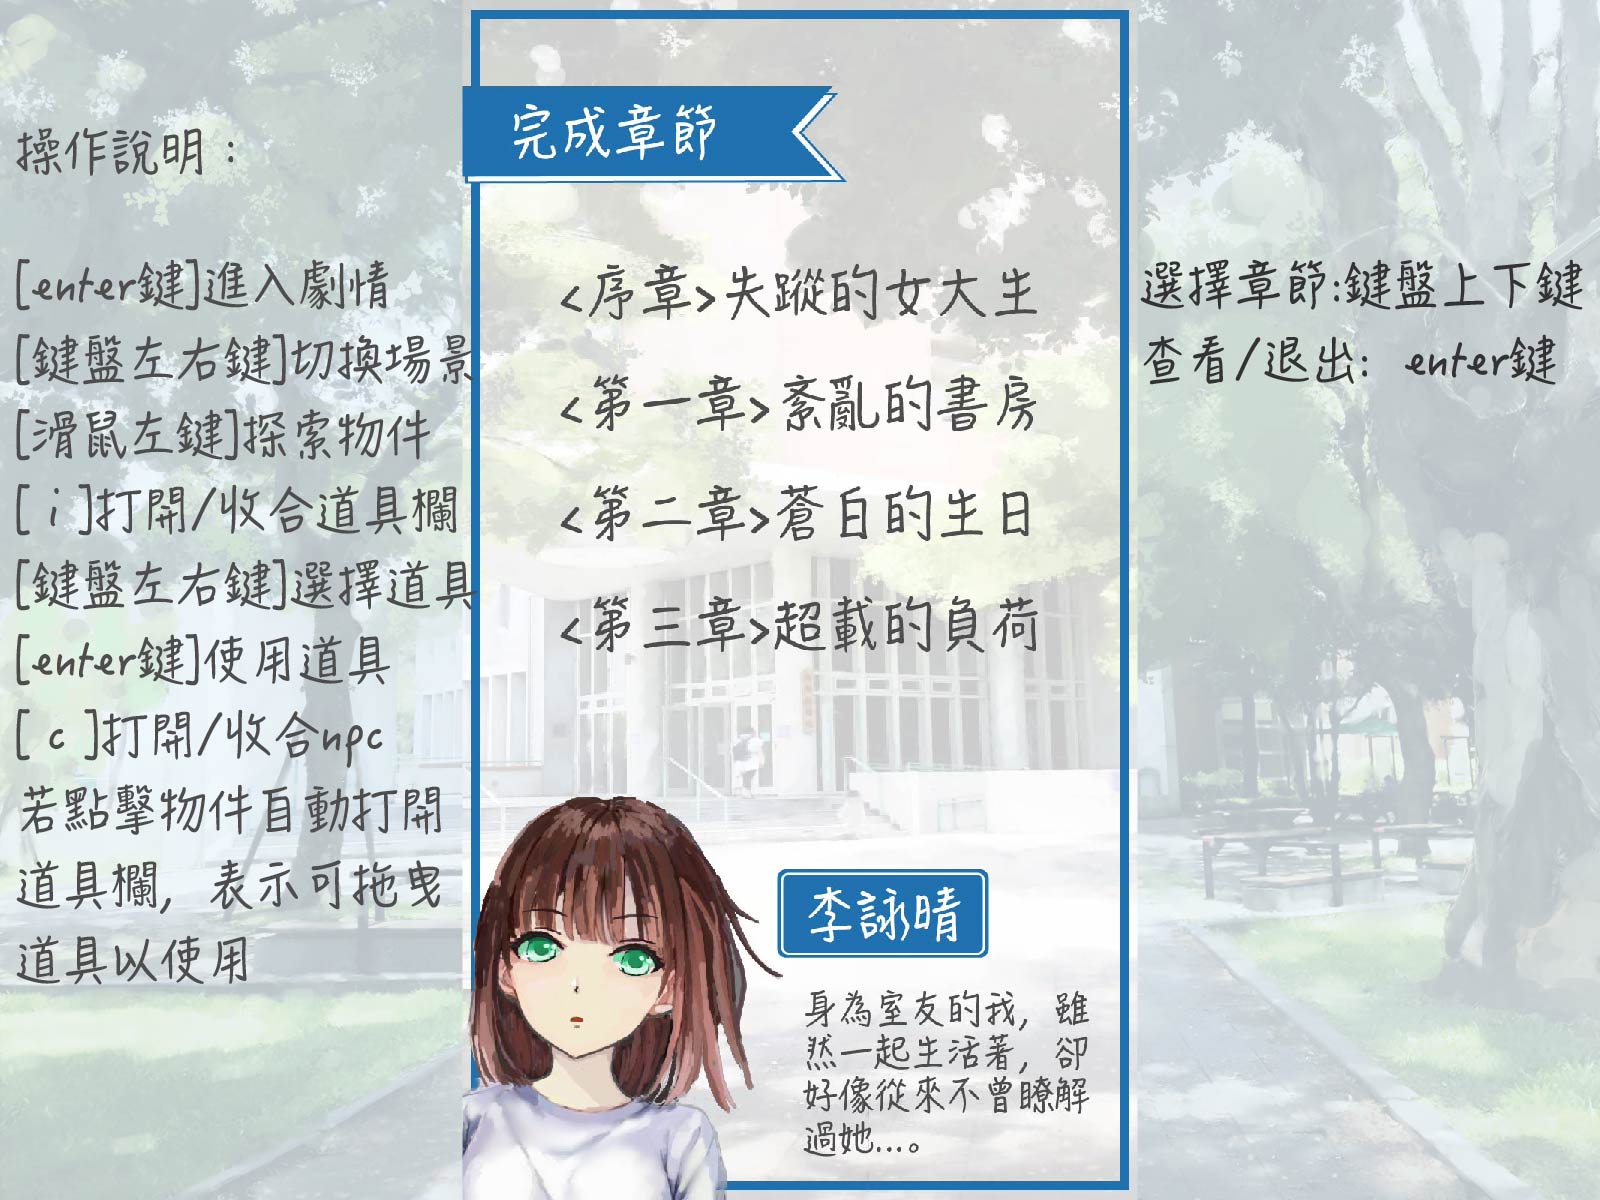 操作說明：
[enter鍵]進入劇情
[鍵盤左右鍵]切換場景
[滑鼠左鍵]探索物件
[ i ]打開/收合道具欄
[鍵盤左右鍵]選擇道具
[enter鍵]使用道具
[ c ]打開/收合npc
若點擊物件自動打開
道具欄，表示可拖曳
道具以使用
完成章節
<序章>失蹤的女大生
<第一章>紊亂的書房
<第二章>蒼白的生日
<第三章>超載的負荷
李詠晴
身為室友的我，雖
然一起生活著，卻
好像從來不曾瞭解
過她...。
選擇章節:鍵盤上下鍵
查看/退出: enter鍵